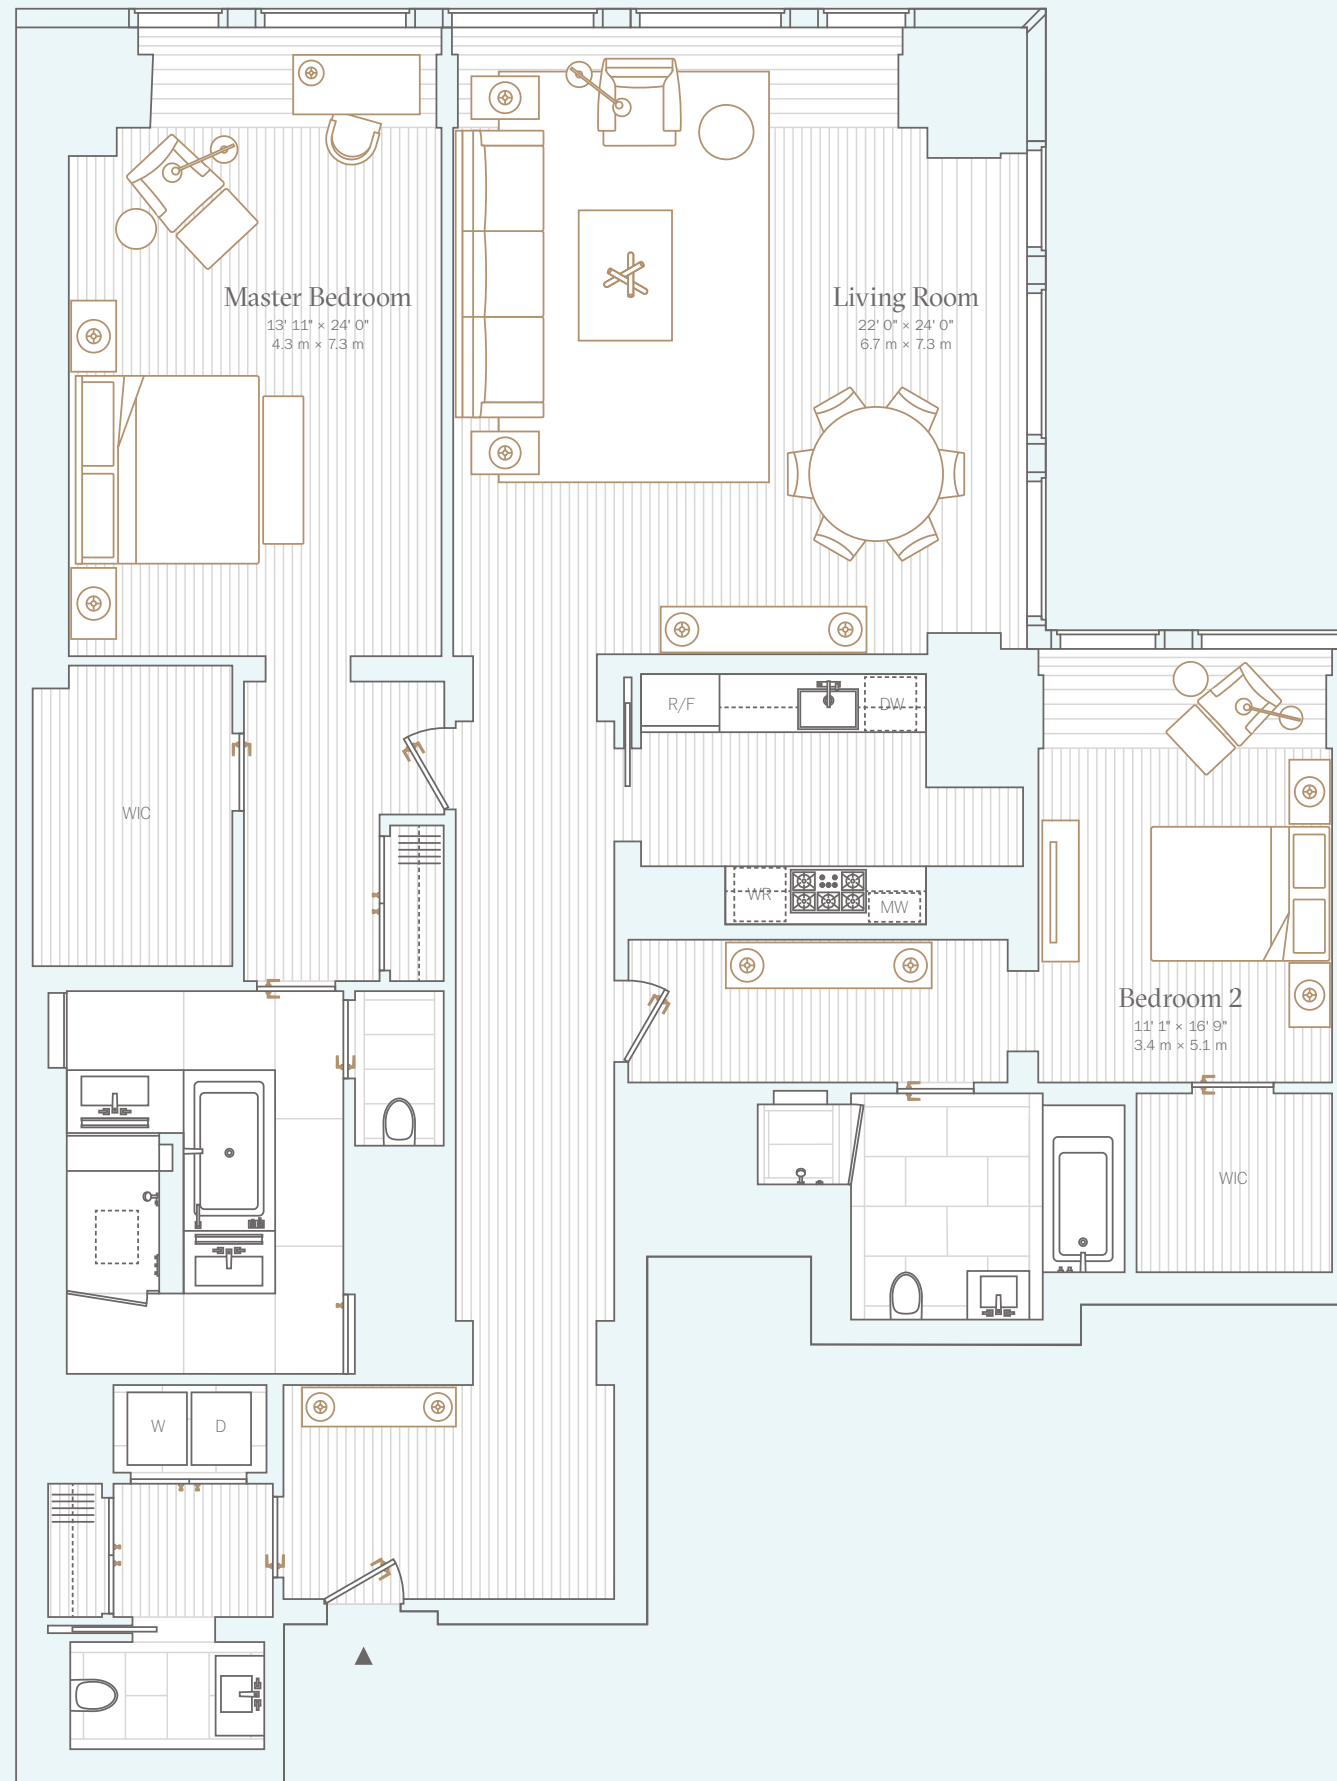 Master Bedroom
13' 11" × 24' 0"
4.3 m × 7.3 m
Living Room
22' 0" × 24' 0"
6.7 m × 7.3 m
R/F
DW
WIC
WR
MW
Bedroom 2
11' 1" × 16' 9"
3.4 m × 5.1 m
WIC
W
D